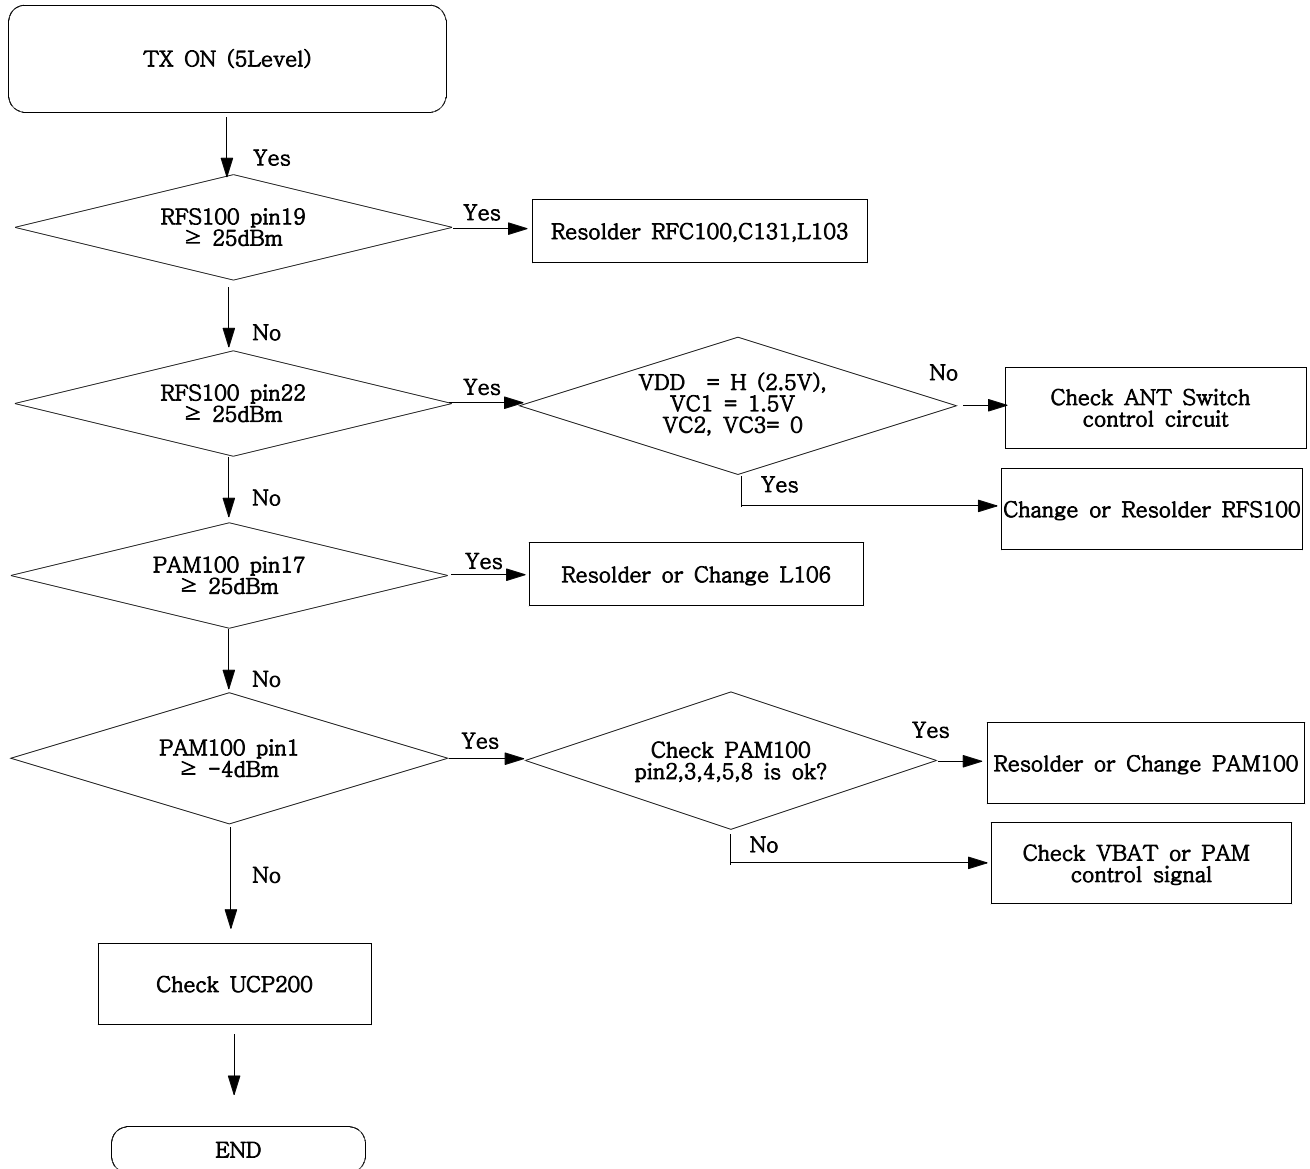 TX ON (5Level)
Yes
RFS100 pin19
≥ 25dBm
Yes
Resolder RFC100,C131,L103
No
RFS100 pin22
≥ 25dBm
Yes
VDD = H (2.5V),
VC1 = 1.5V
VC2, VC3= 0
No
Check ANT Switch
control circuit
Yes
Change or Resolder RFS100
No
PAM100 pin17
≥ 25dBm
Yes
Resolder or Change L106
No
PAM100 pin1
≥ -4dBm
Yes
Check PAM100
pin2,3,4,5,8 is ok?
Yes
Resolder or Change PAM100
No
Check VBAT or PAM
control signal
No
Check UCP200
END